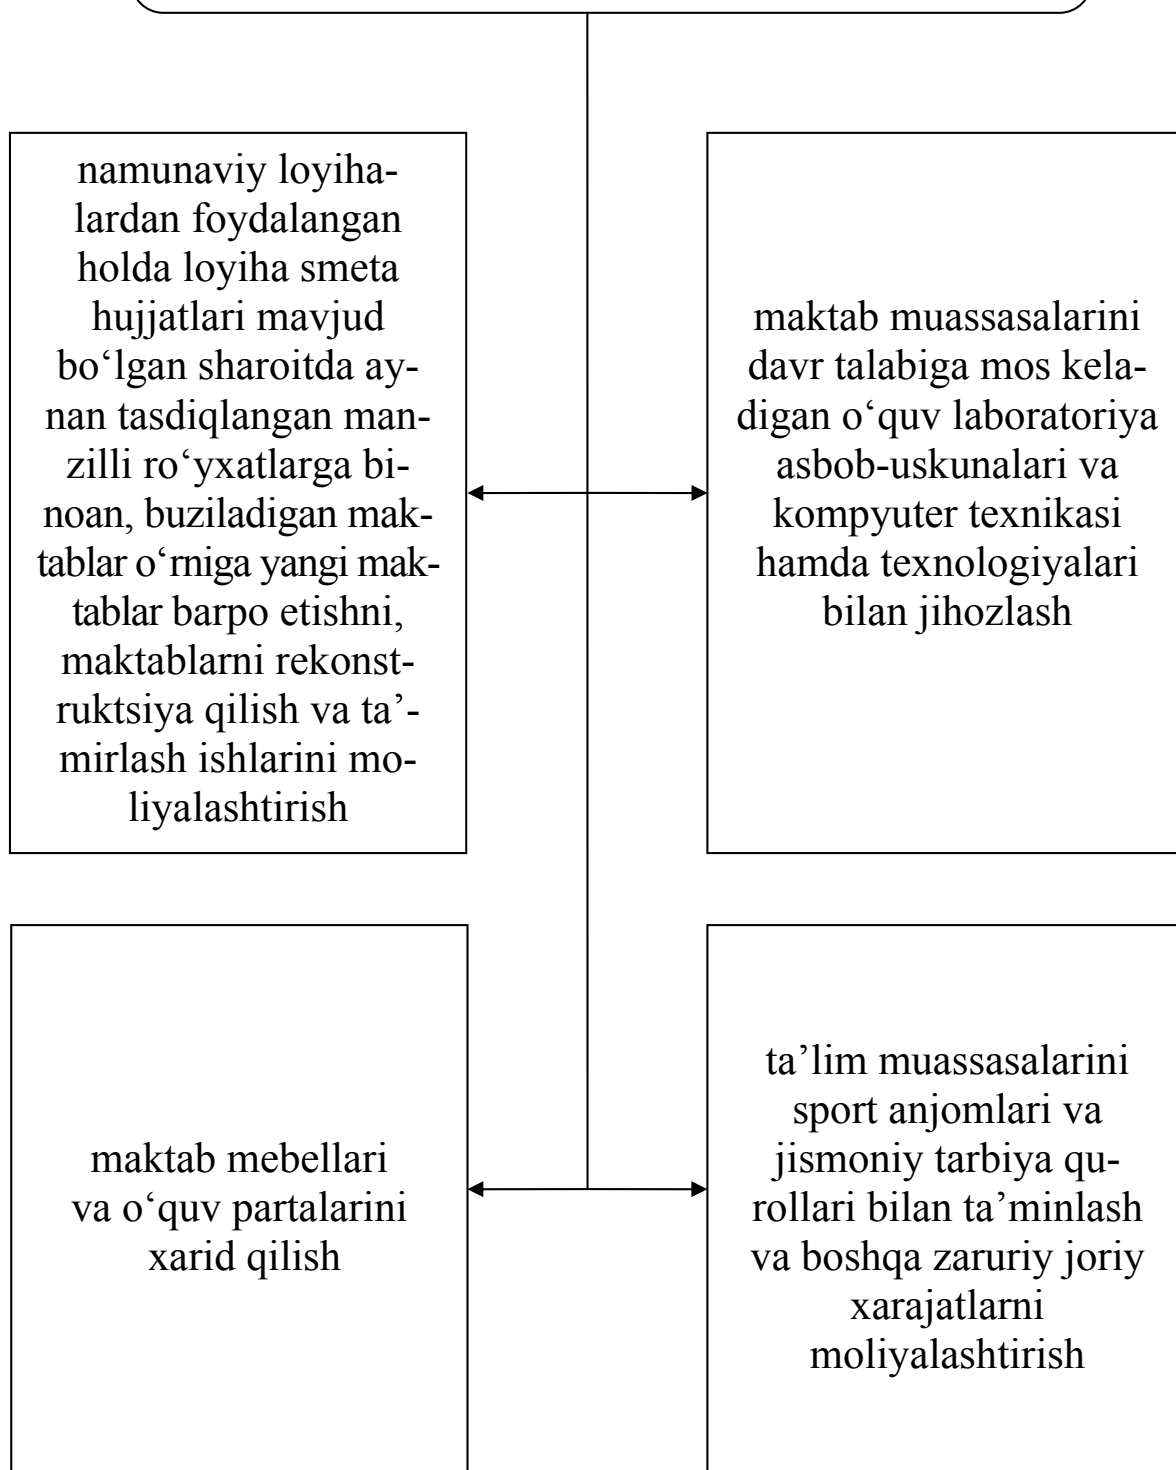 namunaviy loyiha-
lardan foydalangan
holda loyiha smeta
hujjatlari mavjud
bo‘lgan sharoitda ay-
nan tasdiqlangan man-
zilli ro‘yxatlarga bi-
noan, buziladigan mak-
tablar o‘rniga yangi mak-
tablar barpo etishni,
maktablarni rekonst-
ruktsiya qilish va ta’-
mirlash ishlarini mo-
liyalashtirish
maktab muassasalarini
davr talabiga mos kela-
digan o‘quv laboratoriya
asbob-uskunalari va
kompyuter texnikasi
hamda texnologiyalari
bilan jihozlash
maktab mebellari
va o‘quv partalarini
xarid qilish
ta’lim muassasalarini
sport anjomlari va
jismoniy tarbiya qu-
rollari bilan ta’minlash
va boshqa zaruriy joriy
xarajatlarni
moliyalashtirish